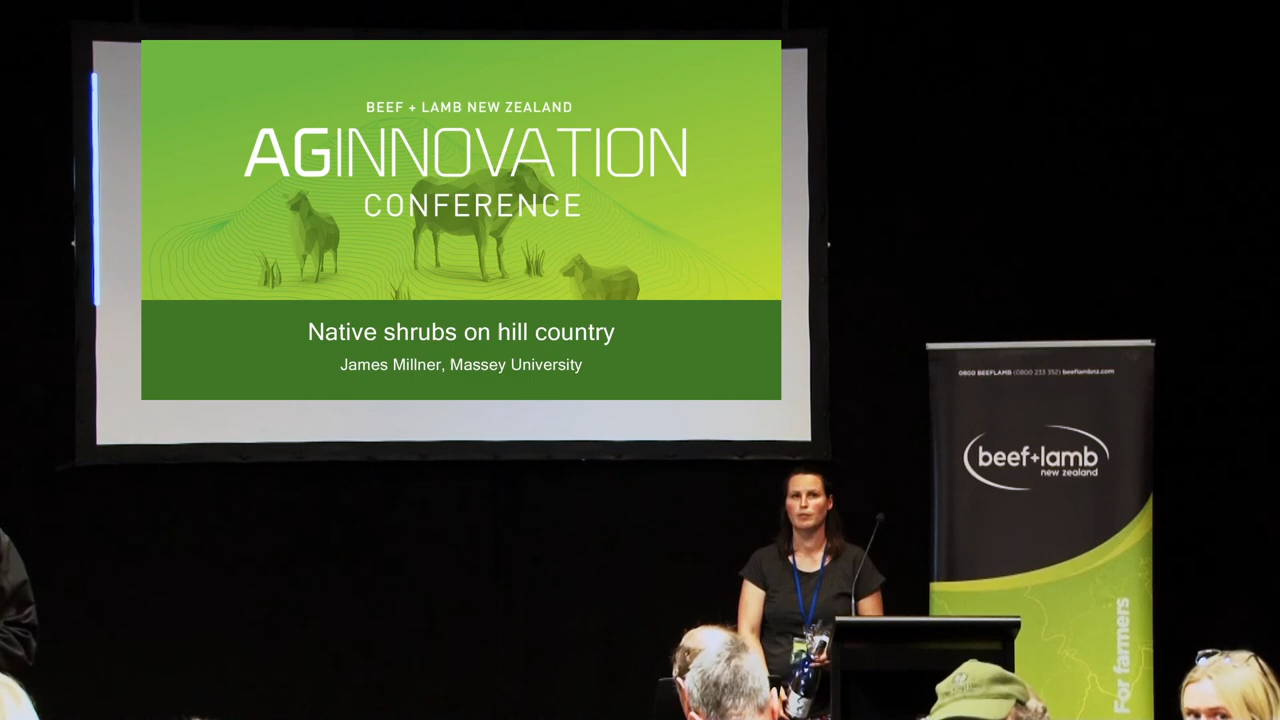 BEEF + LAMB NEW ZEALAND
AGINNOVATION
CONFERENCE
Native shrubs on hill country
James Millner, Massey University
0800 BEEFLAMB (0800 233 352) beeflambnz.com
beef+lamb
new zealand
For farmers